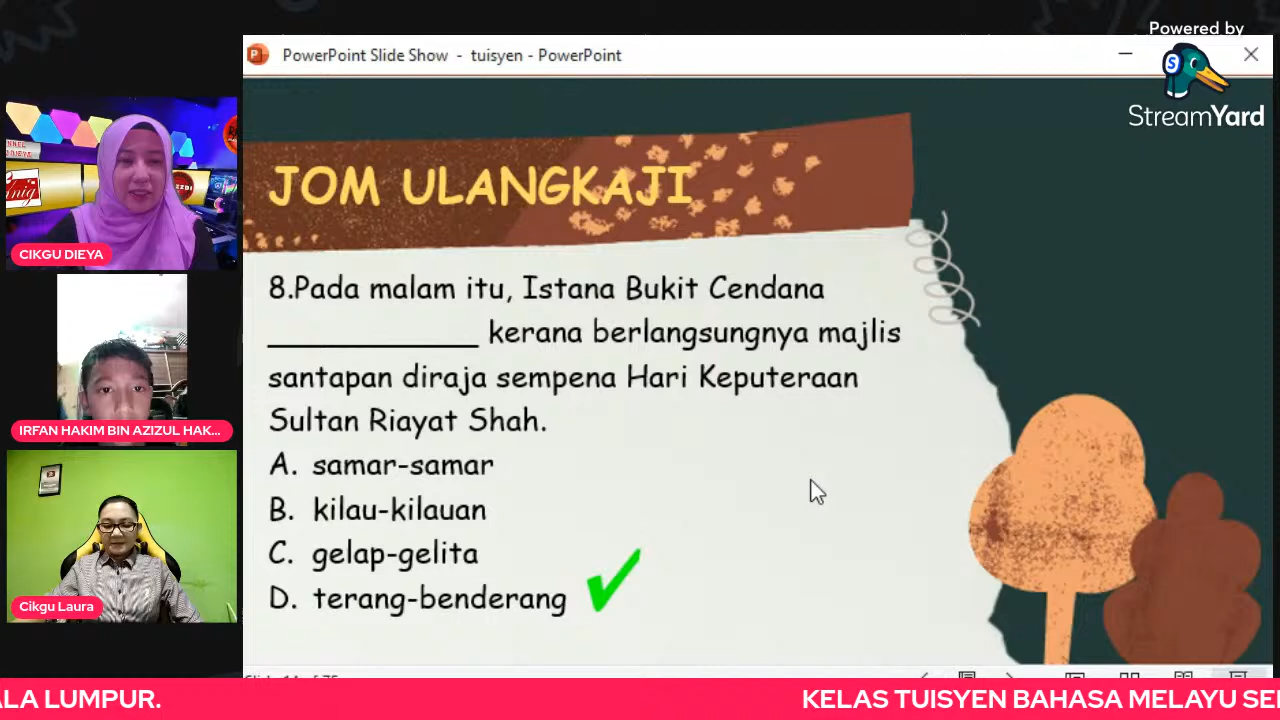 Powered by
StreamYard
PowerPoint Slide Show - tuisyen - PowerPoint
CIKGU DIEYA
IRFAN HAKIM BIN AZIZUL HAK...
Cikgu Laura
JOM ULANGKAJI
8.Pada malam itu, Istana Bukit Cendana
_____________ kerana berlangsungnya majlis
santapan diraja sempena Hari Keputeraan
Sultan Riayat Shah.
A. samar-samar
B. kilau-kilauan
C. gelap-gelita
D. terang-benderang
ALA LUMPUR.
KELAS TUISYEN BAHASA MELAYU SE